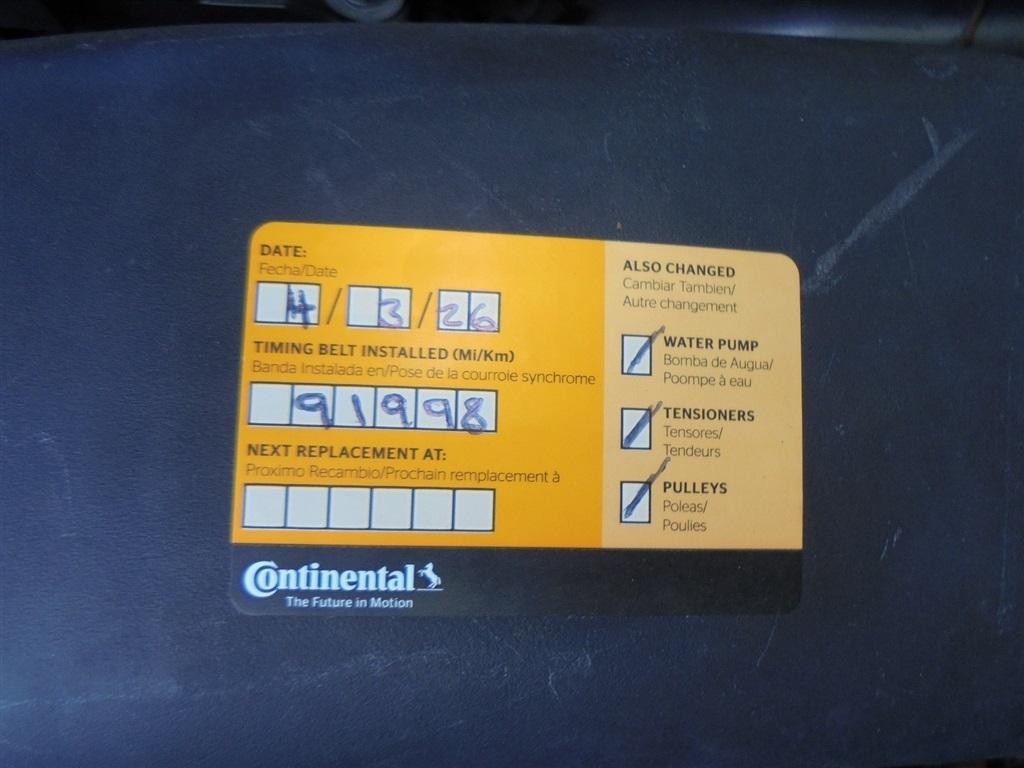 DATE:
Fecha/Date
4/3/26
TIMING BELT INSTALLED (Mi/Km)
Banda Instalada en/Pose de la courroie synchrome
91998
NEXT REPLACEMENT AT:
Proximo Recambio/Prochain remplacement à
ALSO CHANGED
Cambiar Tambien/
Autre changement
WATER PUMP
Bomba de Augua/
Poompe à eau
TENSIONERS
Tensores/
Tendeurs
PULLEYS
Poleas/
Poulies
Continental
The Future in Motion